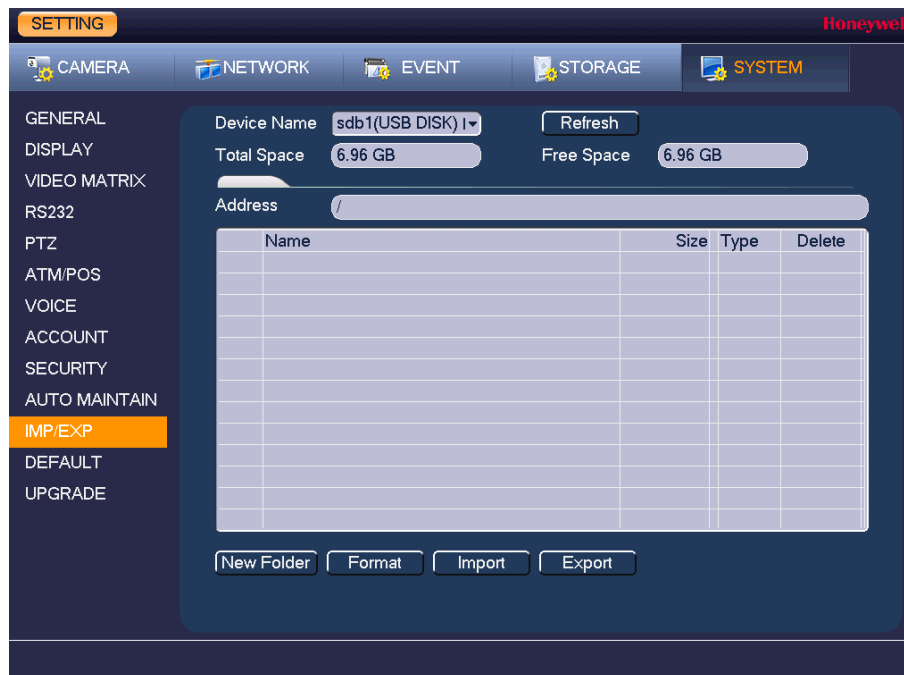 SETTING
Honeywel
CAMERA NETWORK EVENT STORAGE SYSTEM
GENERAL
DISPLAY
VIDEO MATRIX
RS232
PTZ
ATM/POS
VOICE
ACCOUNT
SECURITY
AUTO MAINTAIN
IMP/EXP
DEFAULT
UPGRADE
Device Name sdb1(USB DISK) Refresh
Total Space 6.96 GB Free Space 6.96 GB
Address /
Name Size Type Delete
New Folder Format Import Export